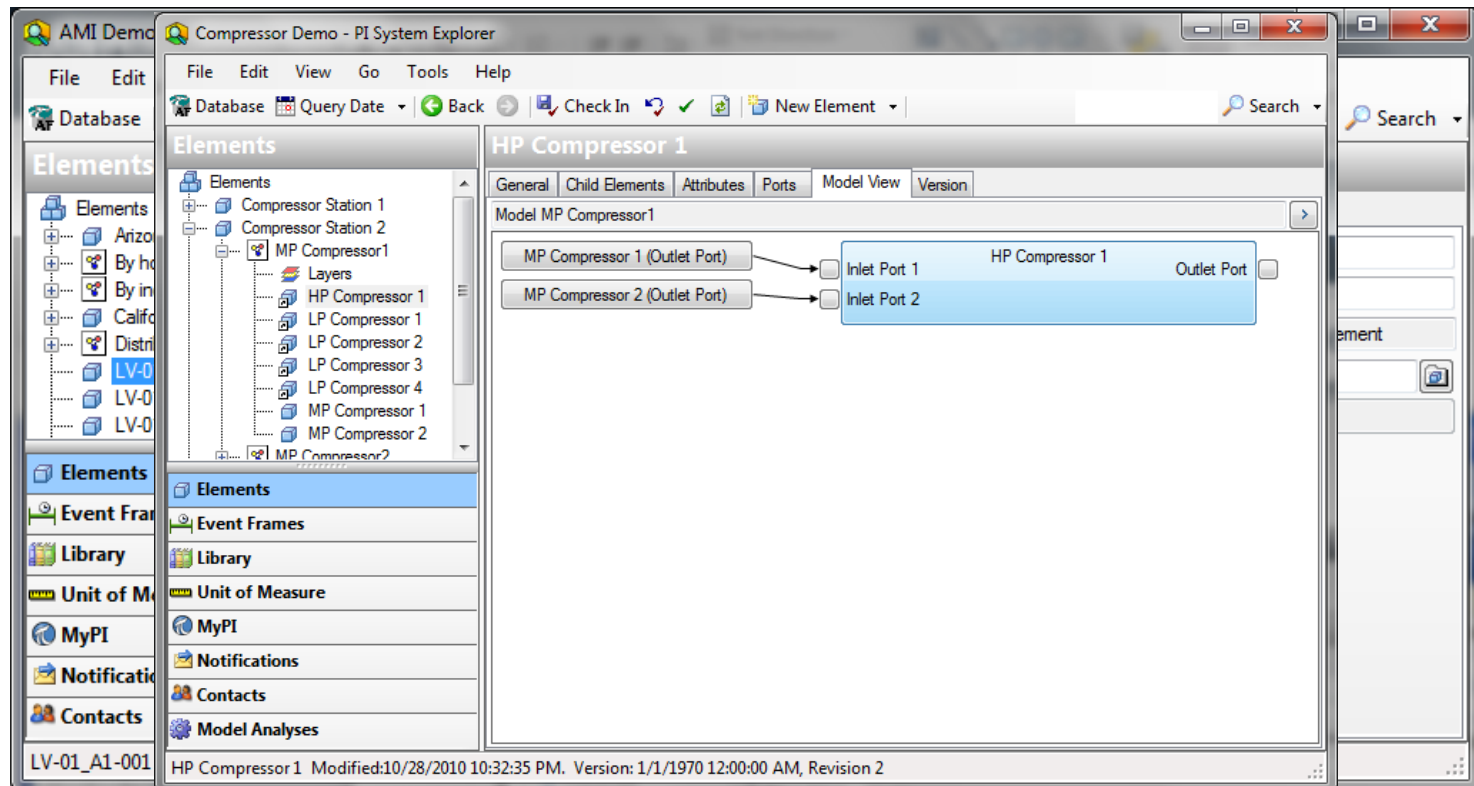 AMI Demo
File Edit
Database
Elements
Elements
By
By
LV-0
LV-0
LV-0
Elements
Event
Library
Unit of
MyPI
Contacts
LV-01_A1-001
Compressor Demo - PI System Explorer
File Edit View Go Tools Help
Database Query Date Back Check In New Element Search
Elements
Elements
Compressor Station 1
Compressor Station 2
MP Compressor1
Layers
HP Compressor 1
LP Compressor 1
LP Compressor 2
LP Compressor 3
LP Compressor 4
MP Compressor 1
MP Compressor 2
MP Compressor2
Elements
Event Frames
Library
Unit of Measure
MyPI
Notifications
Contacts
Model Analyses
HP Compressor 1
General Child Elements Attributes Ports Model View Version
Model MP Compressor1
MP Compressor 1 (Outlet Port)
MP Compressor 2 (Outlet Port)
HP Compressor 1
Inlet Port 1 Outlet Port
Inlet Port 2
HP Compressor 1 Modified:10/28/2010 10:32:35 PM. Version: 1/1/1970 12:00:00 AM, Revision 2
Search
ement